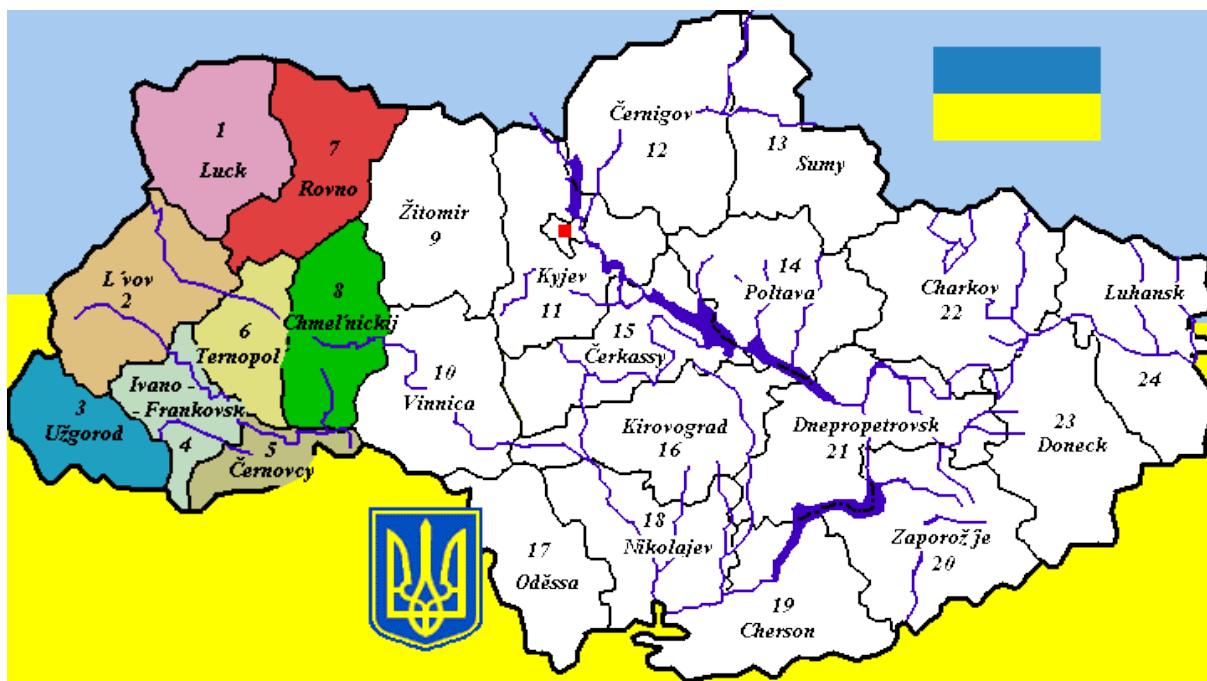 1
Luck
7
Rovno
Žitomir
9
Černigov
12
13
Sumy
L´vov
2
8
Chmel'nickij
6
Ternopol
Kyjev
11
14
Poltava
Charkov
22
Luhansk
24
15
Čerkassy
3
Užgorod
Ivano -
- Frankovsk
4
5
Černovcy
10
Vinnica
Kirovograd
16
Dnepropetrovsk
21
23
Doneck
17
Oděssa
18
Nikolajev
19
Cherson
Zaporožje
20